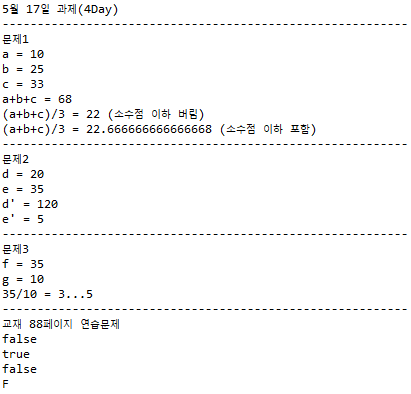 5월 17일 과제(4Day)
----------------------------------------------------------
문제1
a = 10
b = 25
c = 33
a+b+c = 68
(a+b+c)/3 = 22 (소수점 이하 버림)
(a+b+c)/3 = 22.666666666666668 (소수점 이하 포함)
----------------------------------------------------------
문제2
d = 20
e = 35
d' = 120
e' = 5
----------------------------------------------------------
문제3
f = 35
g = 10
35/10 = 3...5
----------------------------------------------------------
교재 88페이지 연습문제
false
true
false
F